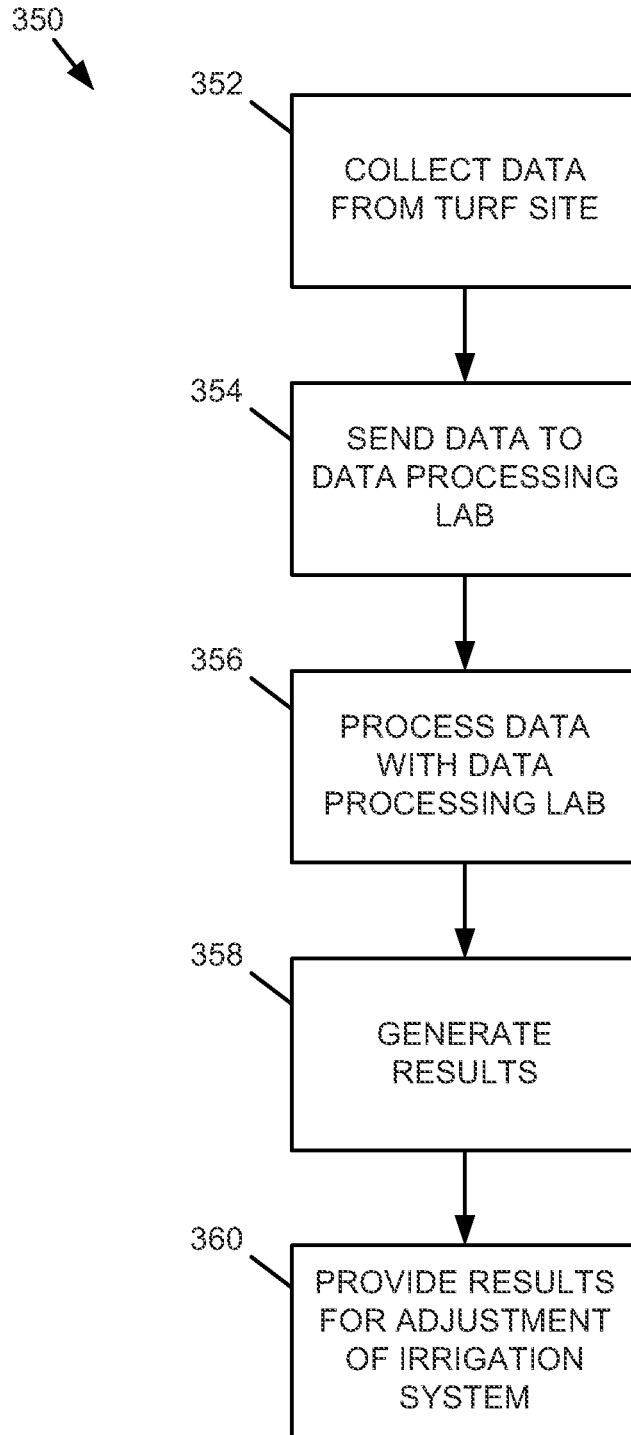 350
352
COLLECT DATA
FROM TURF SITE
354
SEND DATA TO
DATA PROCESSING
LAB
356
PROCESS DATA
WITH DATA
PROCESSING LAB
358
GENERATE
RESULTS
360
PROVIDE RESULTS
FOR ADJUSTMENT
OF IRRIGATION
SYSTEM